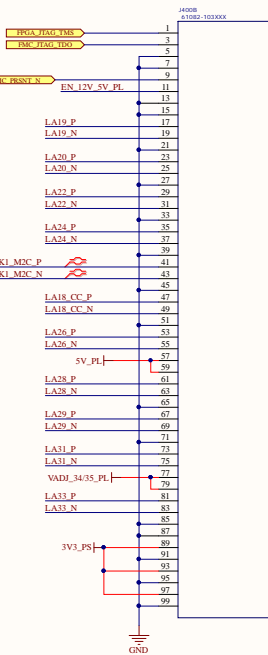 J400B
61082-103XXX
FPGA_JTAG_TMS 1
FMC_JTAG_TDO 3
5
7
C_PRSNT_N 9
EN_12V_5V_PL 11
13
15
LA19_P 17
LA19_N 19
21
LA20_P 23
LA20_N 25
27
LA22_P 29
LA22_N 31
33
LA24_P 35
LA24_N 37
39
K1_M2C_P 41
K1_M2C_N 43
45
LA18_CC_P 47
LA18_CC_N 49
51
LA26_P 53
LA26_N 55
5V_PL 57
59
LA28_P 61
LA28_N 63
65
LA29_P 67
LA29_N 69
71
LA31_P 73
LA31_N 75
VADJ_34/35_PL 77
79
LA33_P 81
LA33_N 83
85
87
3V3_PS 89
91
93
95
97
99
GND